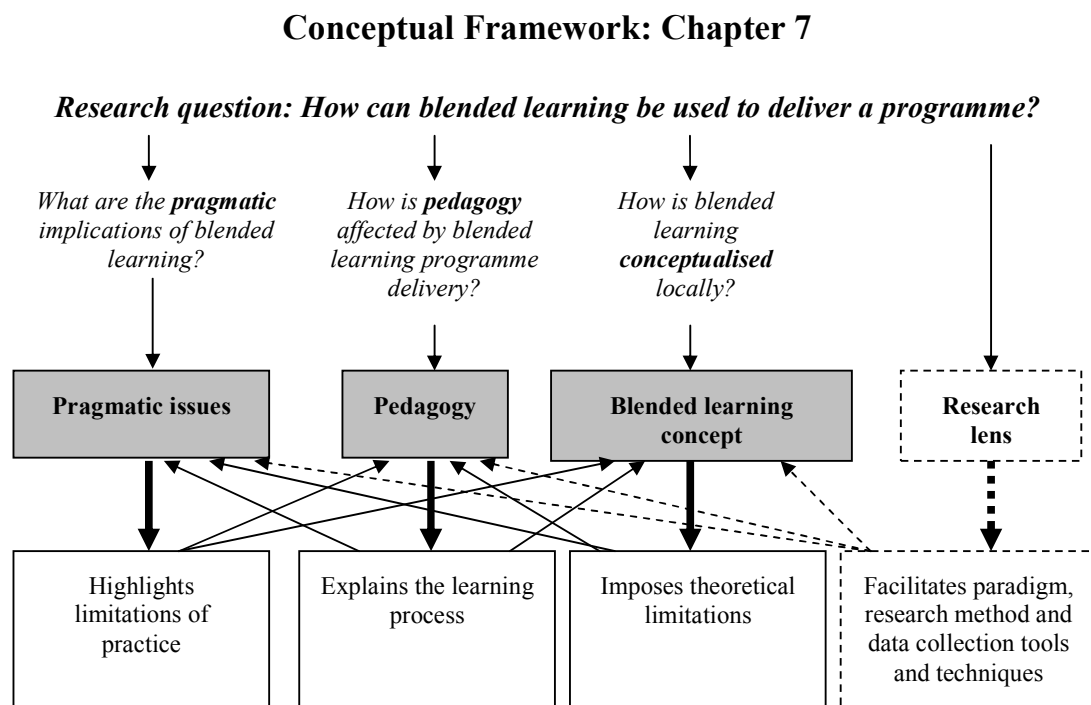 Conceptual Framework: Chapter 7
Research question: How can blended learning be used to deliver a programme?
What are the pragmatic
implications of blended
learning?
How is pedagogy
affected by blended
learning programme
delivery?
How is blended
learning
conceptualised
locally?
Pragmatic issues
Pedagogy
Blended learning
concept
Research
lens
Highlights
limitations of
practice
Explains the learning
process
Imposes theoretical
limitations
Facilitates paradigm,
research method and
data collection tools
and techniques